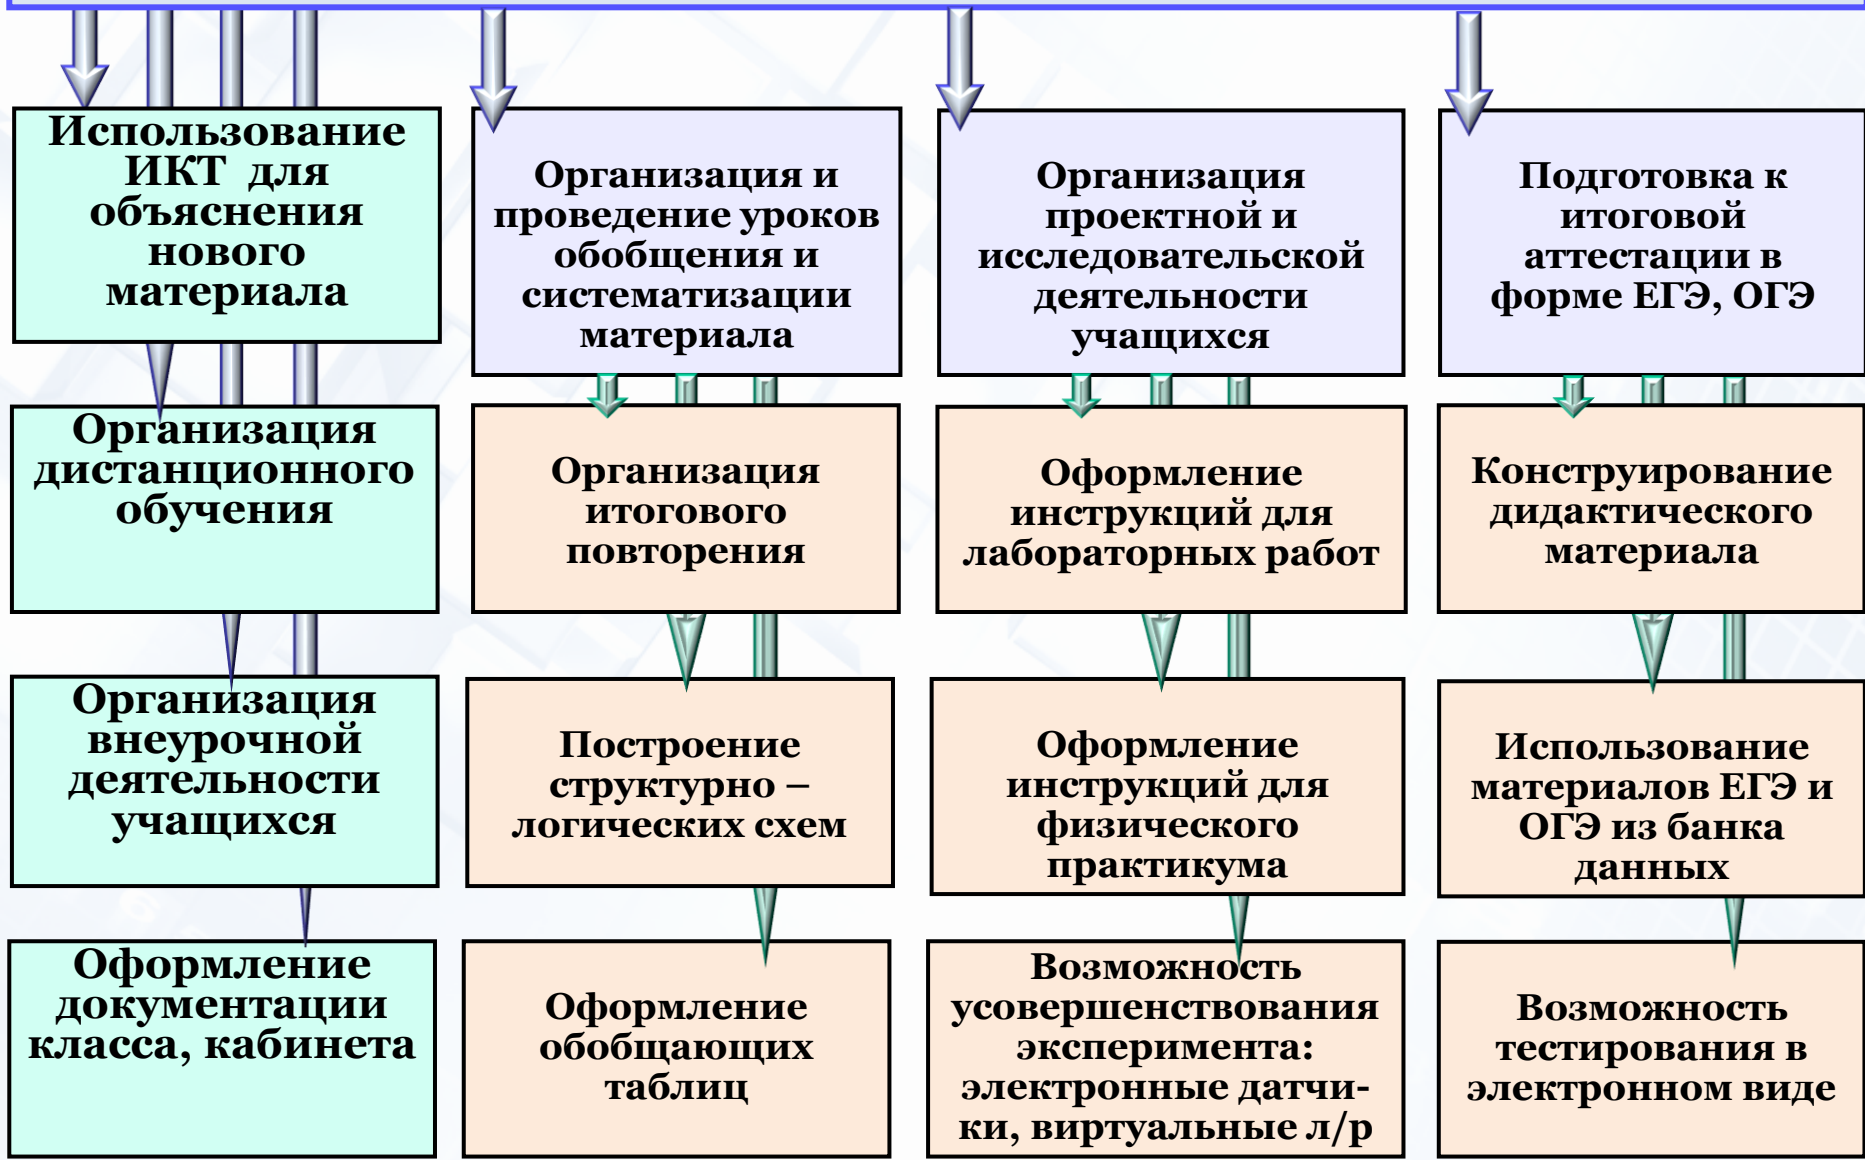 Использование
ИКТ для
объяснения
нового
материала
Организация и
проведение уроков
обобщения и
систематизации
материала
Организация
проектной и
исследовательской
деятельности
учащихся
Подготовка к
итоговой
аттестации в
форме ЕГЭ, ОГЭ
Организация
дистанционного
обучения
Организация
итогового
повторения
Оформление
инструкций для
лабораторных работ
Конструирование
дидактического
материала
Организация
внеурочной
деятельности
учащихся
Построение
структурно –
логических схем
Оформление
инструкций для
физического
практикума
Использование
материалов ЕГЭ и
ОГЭ из банка
данных
Оформление
документации
класса, кабинета
Оформление
обобщающих
таблиц
Возможность
усовершенствования
эксперимента:
электронные датчи-
ки, виртуальные л/р
Возможность
тестирования в
электронном виде